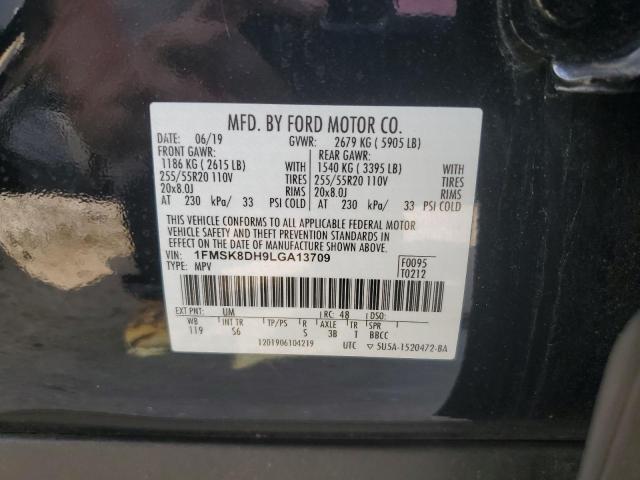 MFD. BY FORD MOTOR CO.
DATE: 06/19 GVWR: 2679 KG ( 5905 LB)
FRONT GAWR: REAR GAWR:
1186 KG ( 2615 LB) WITH 1540 KG ( 3395 LB) WITH
255/55R20 110V TIRES 255/55R20 110V TIRES
20x8.0J RIMS 20x8.0J RIMS
AT 230 kPa/ 33 PSI COLD AT 230 kPa/ 33 PSI COLD
THIS VEHICLE CONFORMS TO ALL APPLICABLE FEDERAL MOTOR
VEHICLE SAFETY AND THEFT PREVENTION STANDARDS IN
EFFECT ON THE DATE OF MANUFACTURE SHOWN ABOVE.
VIN: 1FMSK8DH9LGA13709 F0095
TYPE: MPV T0212
EXT PNT: UM RC: 48 DSO:
WB INT TR TP/PS R AXLE TR SPR
119 S6 S 3B T BBCC
1201906104219 UTC ▽ 5U5A-1520472-BA